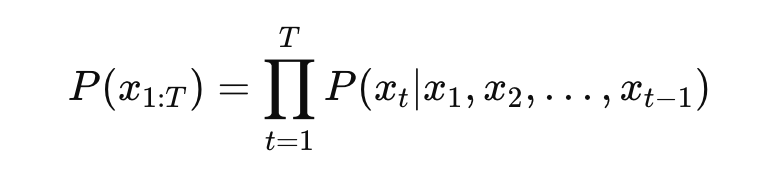 P(x_{1:T}) = \prod_{t=1}^{T} P(x_t|x_1, x_2, \ldots, x_{t-1})